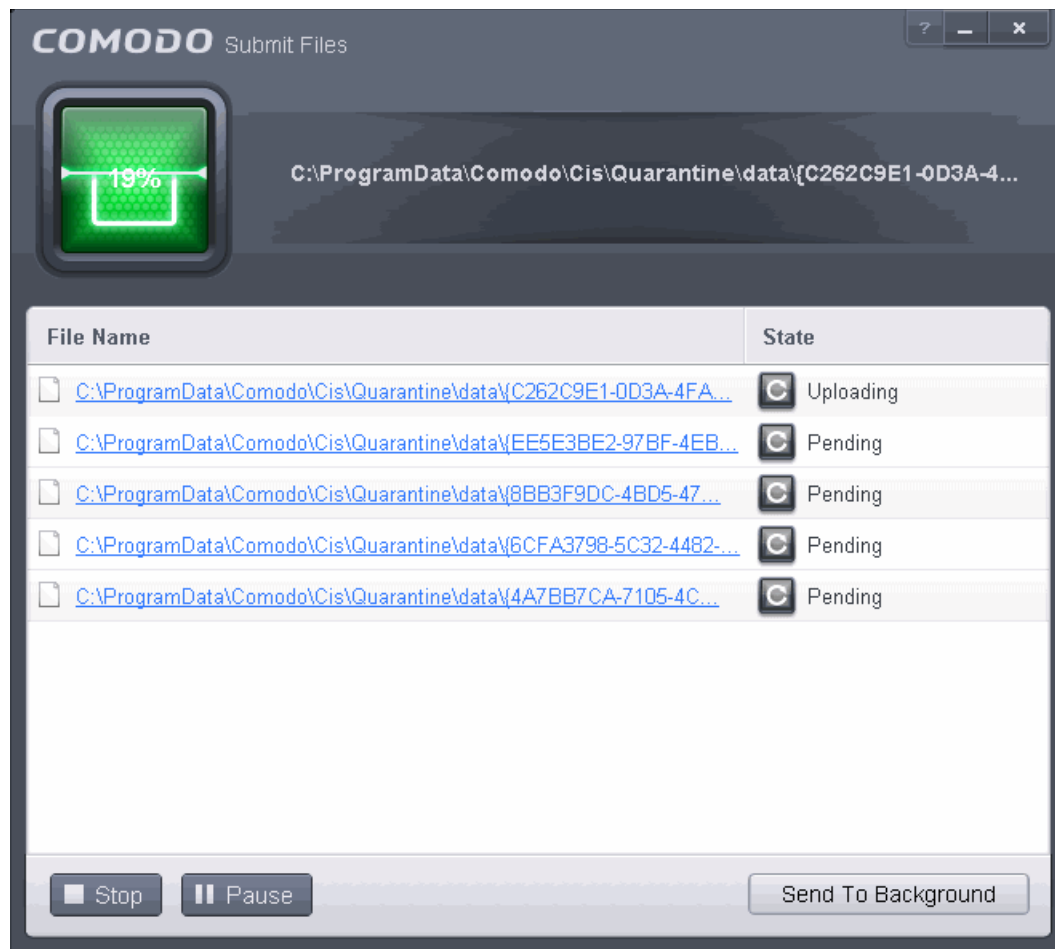 COMODO Submit Files
?
19%
C:\ProgramData\Comodo\Cis\Quarantine\data\{C262C9E1-0D3A-4...
File Name State
C:\ProgramData\Comodo\Cis\Quarantine\data\{C262C9E1-0D3A-4FA... Uploading
C:\ProgramData\Comodo\Cis\Quarantine\data\{EE5E3BE2-97BF-4EB... Pending
C:\ProgramData\Comodo\Cis\Quarantine\data\{8BB3F9DC-4BD5-47... Pending
C:\ProgramData\Comodo\Cis\Quarantine\data\{6CFA3798-5C32-4482-... Pending
C:\ProgramData\Comodo\Cis\Quarantine\data\{4A7BB7CA-7105-4C... Pending
Stop Pause Send To Background